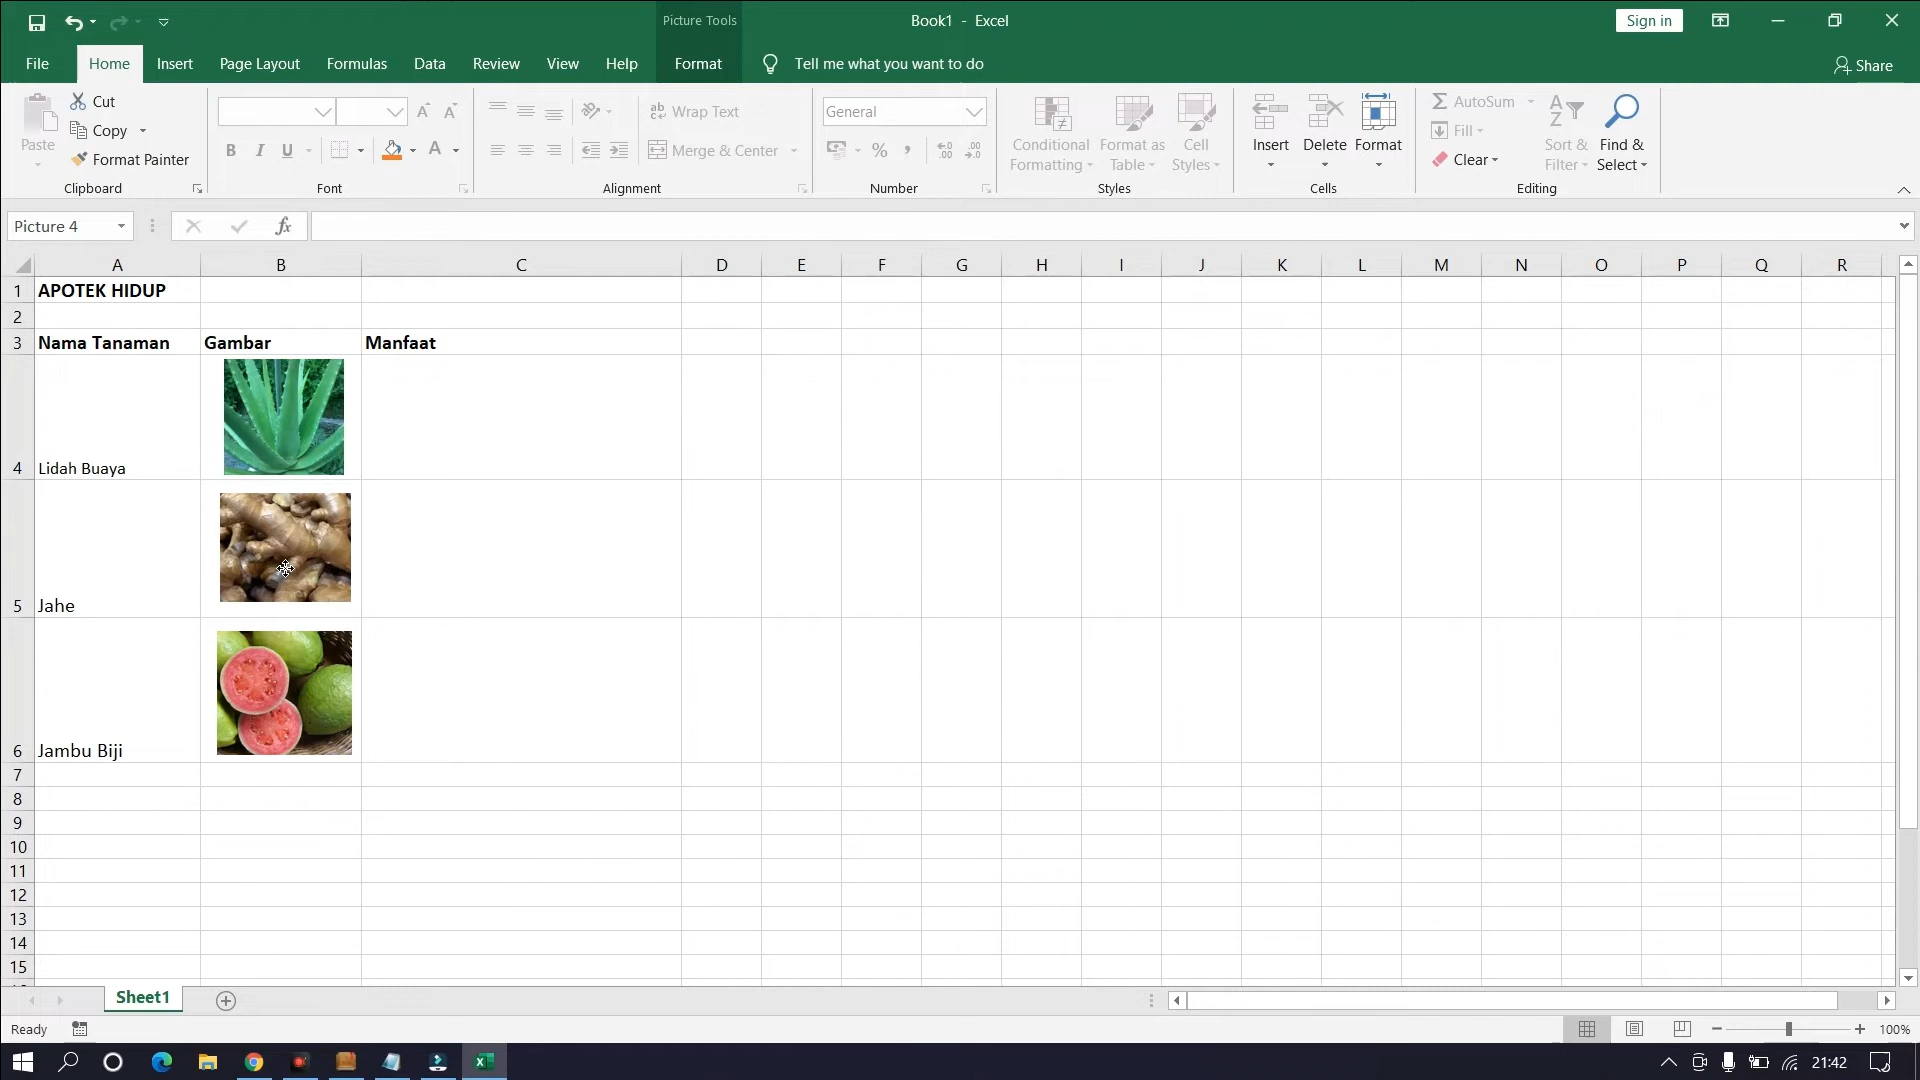 Picture Tools
Book1 - Excel
Sign in
File
Home
Insert
Page Layout
Formulas
Data
Review
View
Help
Format
Tell me what you want to do
Share
Paste
Cut
Copy
Format Painter
Clipboard
B I U
A
Font
ab
Wrap Text
Merge & Center
Alignment
General
%
Number
Conditional Formatting
Format as Table
Cell Styles
Styles
Insert
Delete
Format
Cells
AutoSum
Fill
Clear
Sort & Filter
Find & Select
Editing
Picture 4
fx
A B C D E F G H I J K L M N O P Q R
1 APOTEK HIDUP
2
3 Nama Tanaman Gambar Manfaat
4 Lidah Buaya
5 Jahe
6 Jambu Biji
7
8
9
10
11
12
13
14
15
Sheet1
Ready
100%
21:42